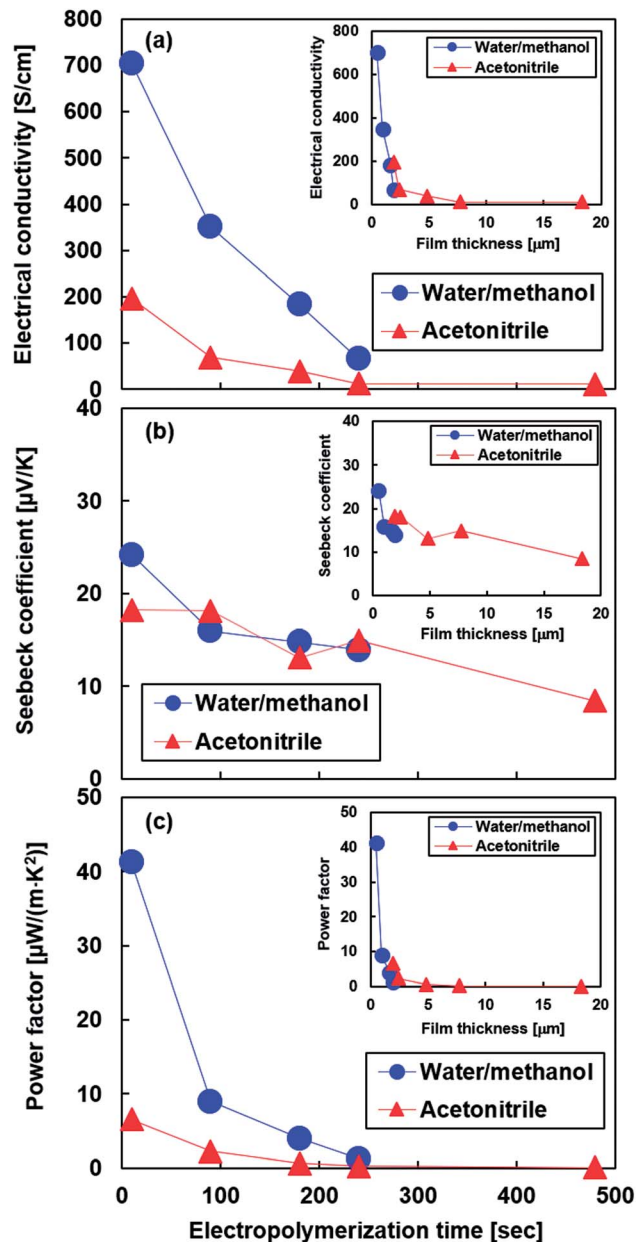 (a)
Electrical conductivity [S/cm]
800
700
600
500
400
300
200
100
0
Water/methanol
Acetonitrile
Electrical conductivity
800
600
400
200
0
0 5 10 15 20
Film thickness [µm]
Water/methanol
Acetonitrile
(b)
Seebeck coefficient [µV/K]
40
30
20
10
0
Water/methanol
Acetonitrile
Seebeck coefficient
40
30
20
10
0
0 5 10 15 20
Film thickness [µm]
Water/methanol
Acetonitrile
(c)
Power factor [µW/(m·K²)]
50
40
30
20
10
0
Water/methanol
Acetonitrile
Power factor
50
40
30
20
10
0
0 5 10 15 20
Film thickness [µm]
Water/methanol
Acetonitrile
0 100 200 300 400 500
Electropolymerization time [sec]